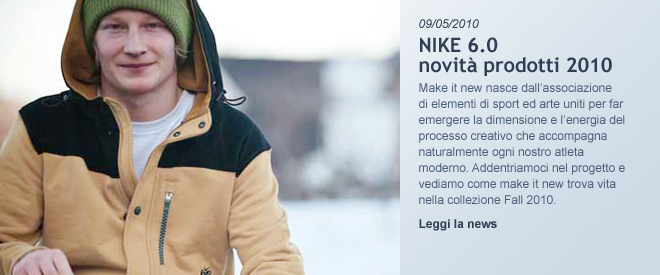 09/05/2010
NIKE 6.0
novità prodotti 2010
Make it new nasce dall'associazione
di elementi di sport ed arte uniti per far
emergere la dimensione e l'energia del
processo creativo che accompagna
naturalmente ogni nostro atleta
moderno. Addentriamoci nel progetto e
vediamo come make it new trova vita
nella collezione Fall 2010.
Leggi la news